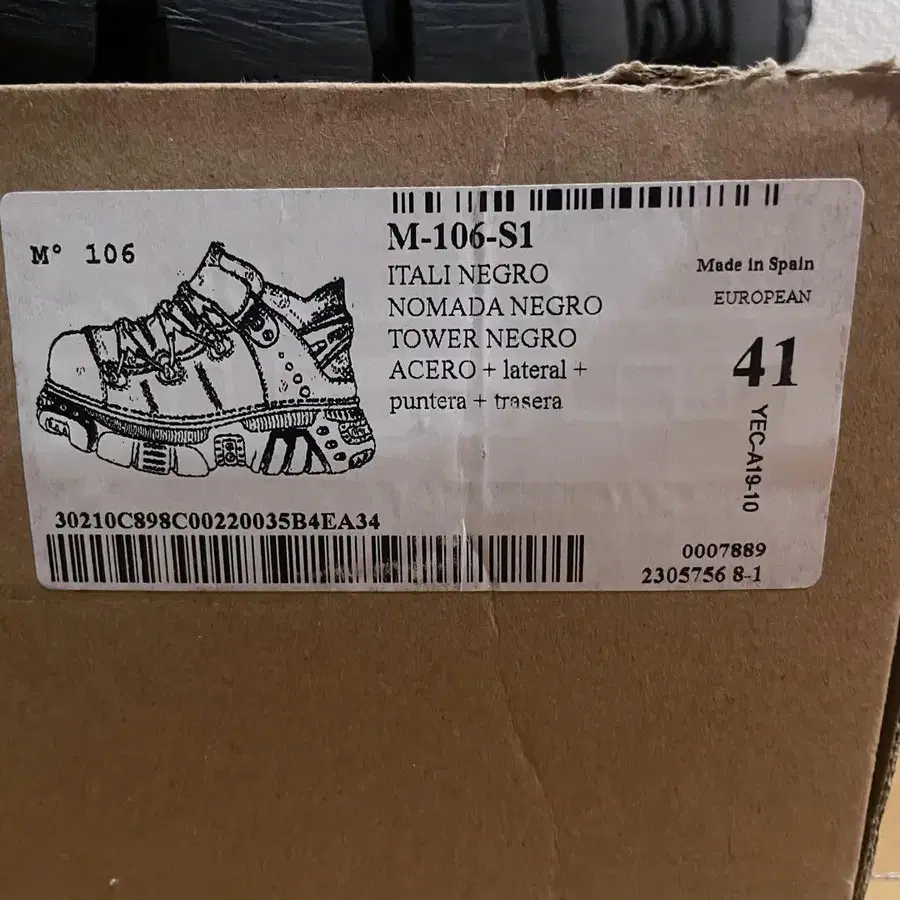 M° 106
M-106-S1
ITALI NEGRO
NOMADA NEGRO
TOWER NEGRO
ACERO + lateral +
puntera + trasera
Made in Spain
EUROPEAN
41
YEC-A19-10
30210C898C00220035B4EA34
0007889
2305756 8-1